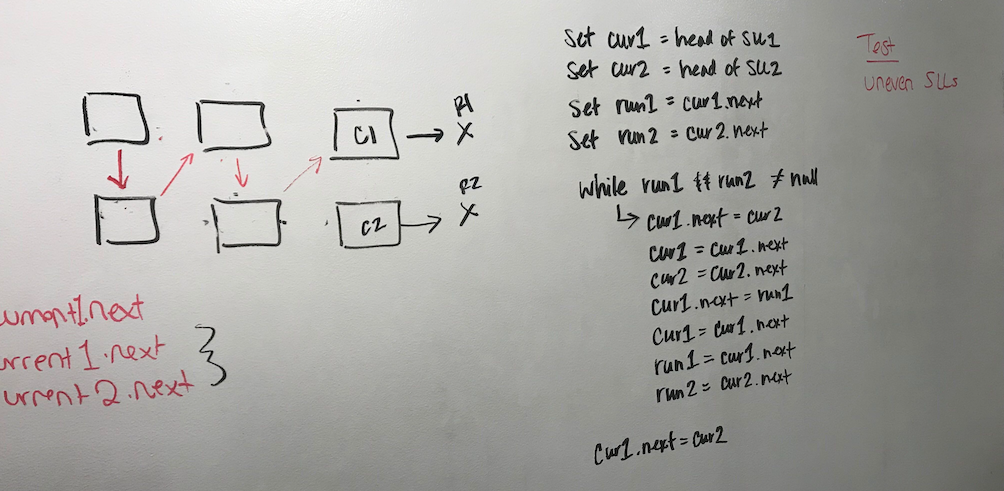 R1
C1
X
R2
C2
X
urrent1.next
urrent 1.next
urrent 2.next
Set cur1 = head of SLL1
Set cur2 = head of SLL2
Set run1 = cur1.next
Set run2 = cur2.next
While run1 && run2 ≠ null
↳ cur1.next = cur2
cur1 = cur1.next
cur2 = cur2.next
cur1.next = run1
cur1 = cur1.next
run1 = cur1.next
run2 = cur2.next
cur1.next = cur2
Test
uneven SLLs